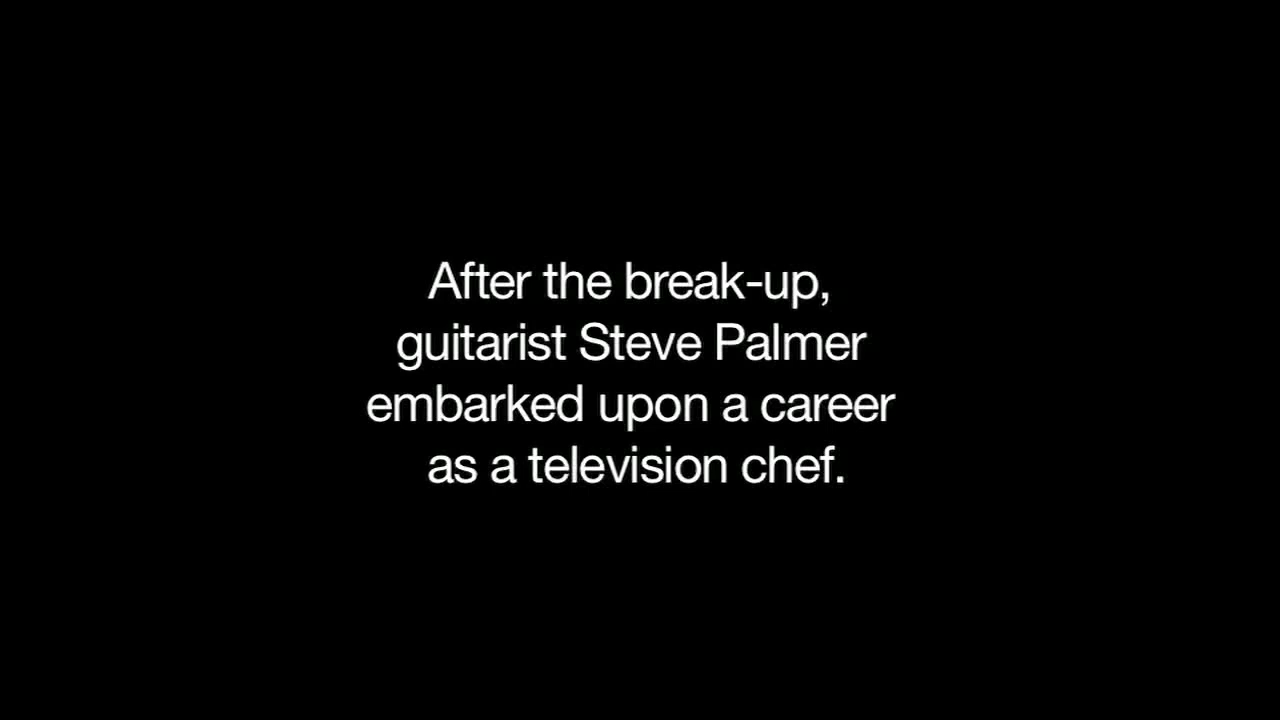 After the break-up,
guitarist Steve Palmer
embarked upon a career
as a television chef.